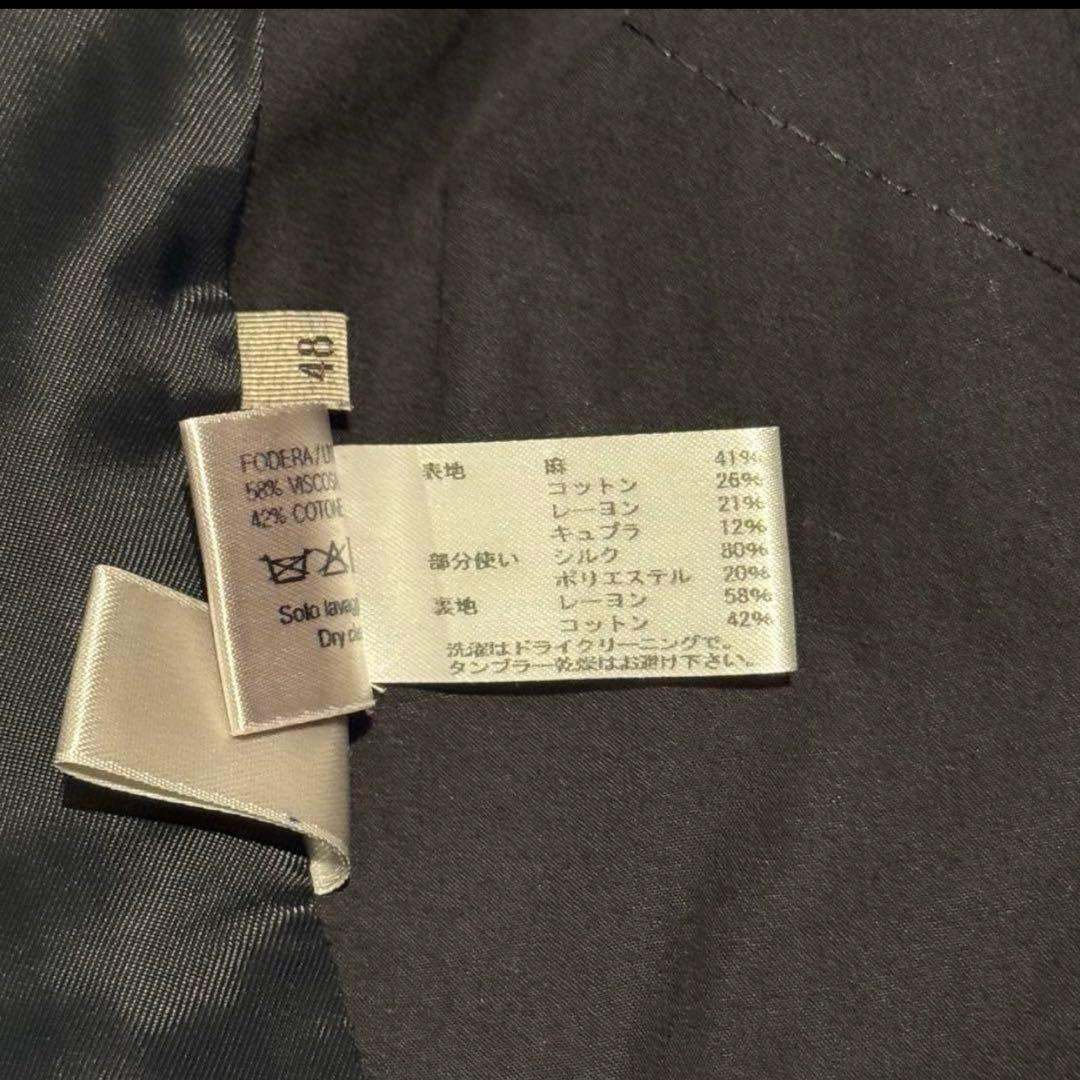 48
FODERA/
58% VISCOS
42% COTONE
Solo lavag
Dry cl
表地 麻 41%
コットン 26%
レーヨン 21%
キュプラ 12%
部分使い シルク 80%
ポリエステル 20%
裏地 レーヨン 58%
コットン 42%
洗濯はドライクリーニングで。
タンブラー乾燥はお避け下さい。